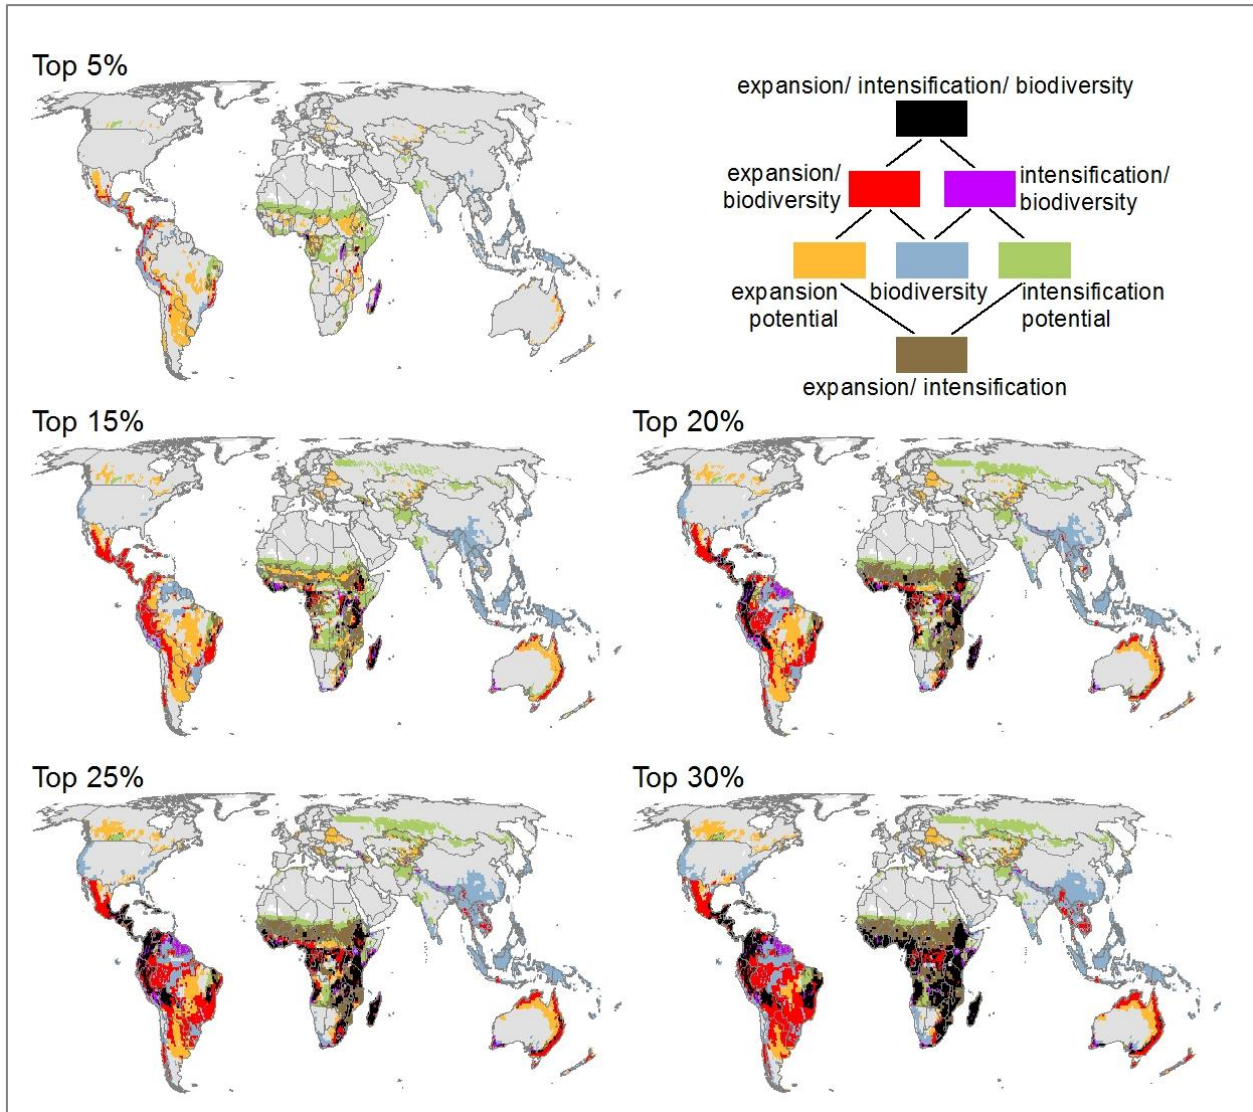 Top 5%
expansion/ intensification/ biodiversity
expansion/
biodiversity
intensification/
biodiversity
expansion
potential
biodiversity
intensification
potential
expansion/ intensification
Top 15%
Top 20%
Top 25%
Top 30%